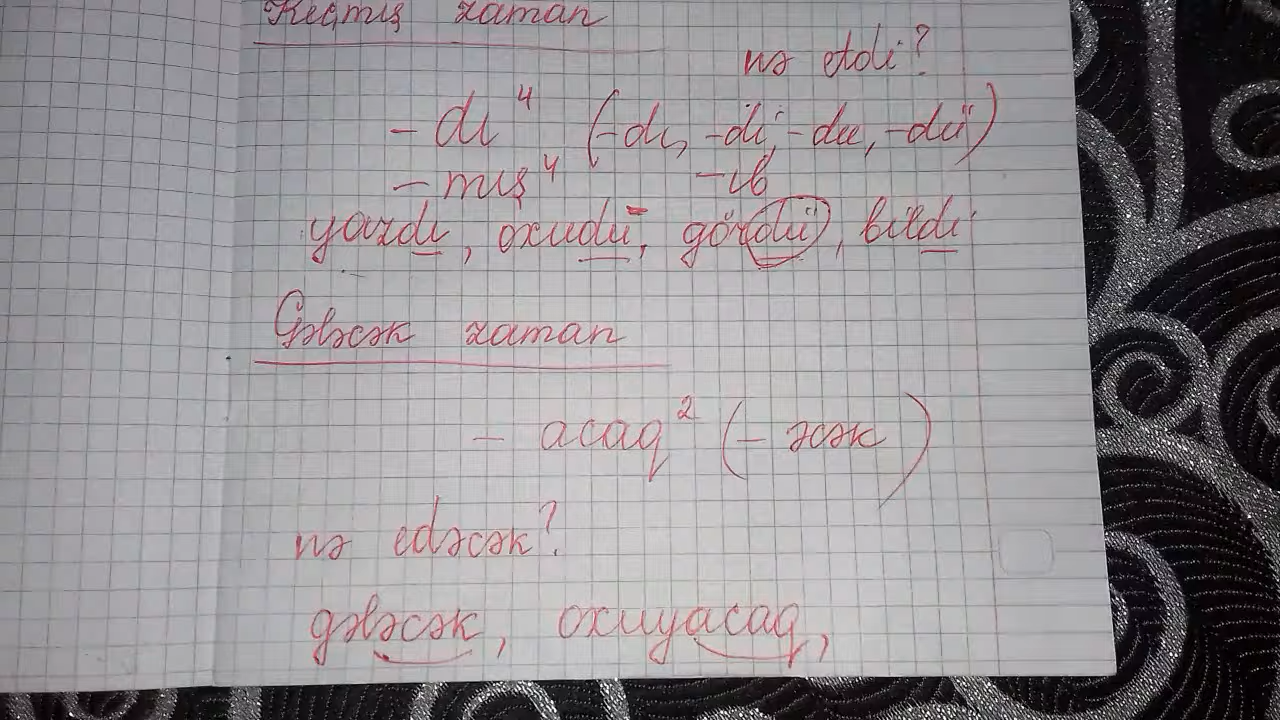 Keçmiş zaman
nə etdi?
-dı⁴ (-dı, -di, -du, -dü)
-mış⁴ -ıb
yazdı, oxudu, gördü, bildi
Gələcək zaman
- acaq² (- əcək)
nə edəcək?
gələcək, oxuyacaq,